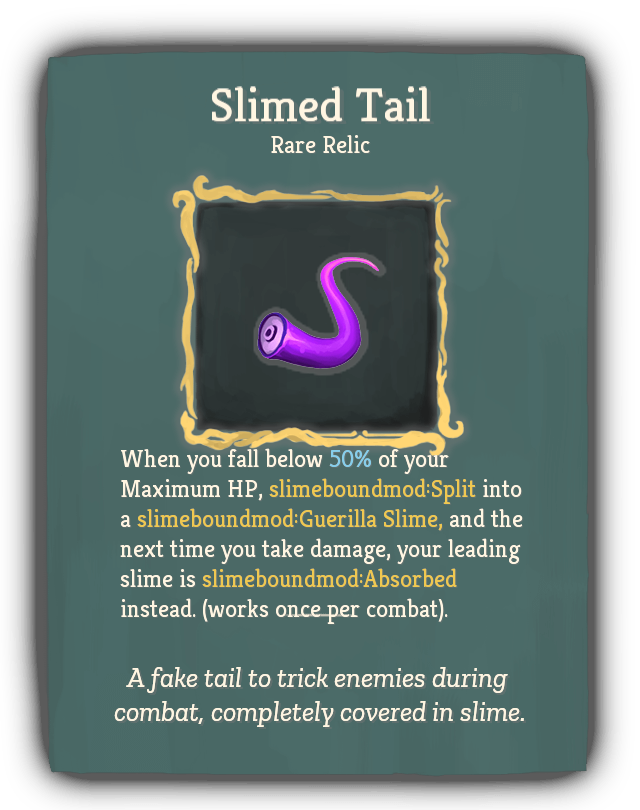 Slimed Tail
Rare Relic
When you fall below 50% of your
Maximum HP, slimeboundmod:Split into
a slimeboundmod:Guerilla Slime, and the
next time you take damage, your leading
slime is slimeboundmod:Absorbed
instead. (works once per combat).
A fake tail to trick enemies during
combat, completely covered in slime.